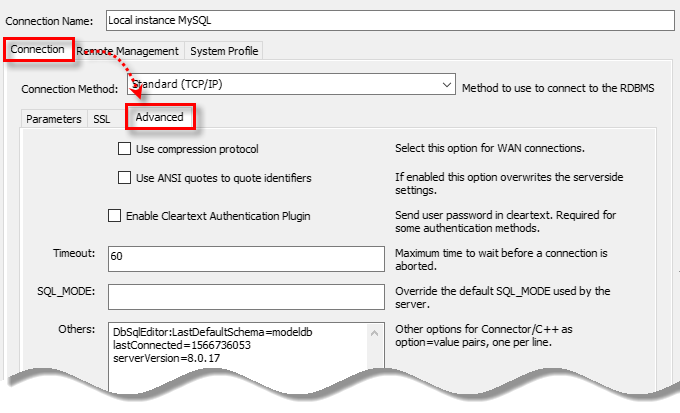 Connection Name: Local instance MySQL
Connection Remote Management System Profile
Connection Method: Standard (TCP/IP) Method to use to connect to the RDBMS
Parameters SSL Advanced
Use compression protocol Select this option for WAN connections.
Use ANSI quotes to quote identifiers If enabled this option overwrites the serverside
settings.
Enable Cleartext Authentication Plugin Send user password in cleartext. Required for
some authentication methods.
Timeout: 60 Maximum time to wait before a connection is
aborted.
SQL_MODE: Override the default SQL_MODE used by the
server.
Others: DbSqlEditor:LastDefaultSchema=modeldb Other options for Connector/C++ as
lastConnected=1566736053 option=value pairs, one per line.
serverVersion=8.0.17